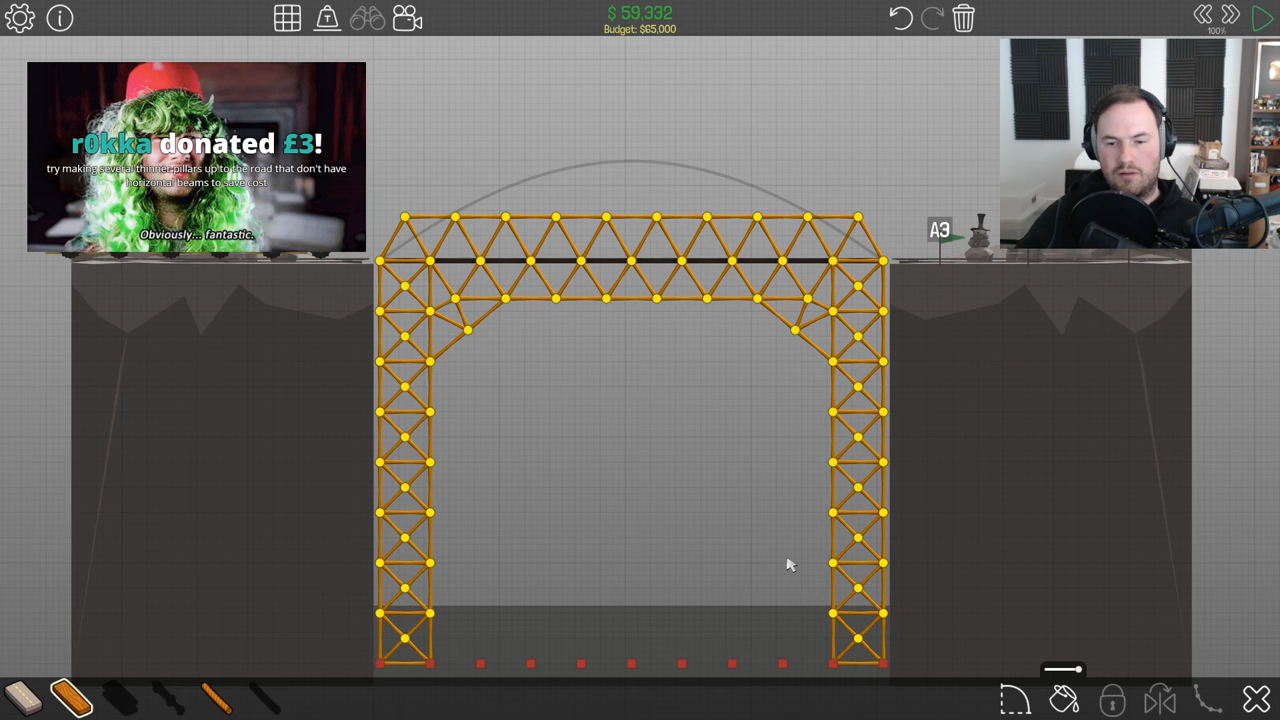 $ 59,332
Budget: $65,000
100%
r0kka donated £3!
try making several thinner pillars up to the road that don't have
horizontal beams to save cost
Obviously... fantastic.
A3
T